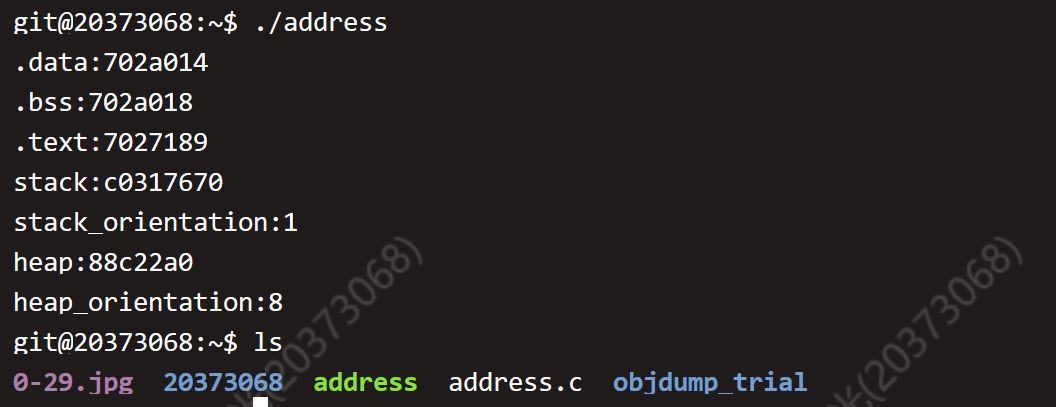 git@20373068:~$ ./address
.data:702a014
.bss:702a018
.text:7027189
stack:c0317670
stack_orientation:1
heap:88c22a0
heap_orientation:8
git@20373068:~$ ls
0-29.jpg  20373068  address  address.c  objdump_trial
(20373068)
(20373068)